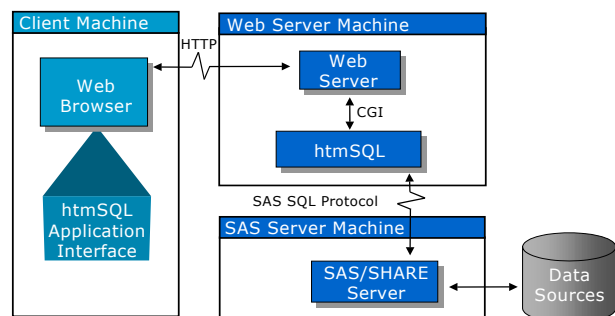 Client Machine
Web Server Machine
HTTP
Web
Browser
Web
Server
CGI
htmSQL
htmSQL
Application
Interface
SAS SQL Protocol
SAS Server Machine
SAS/SHARE
Server
Data
Sources